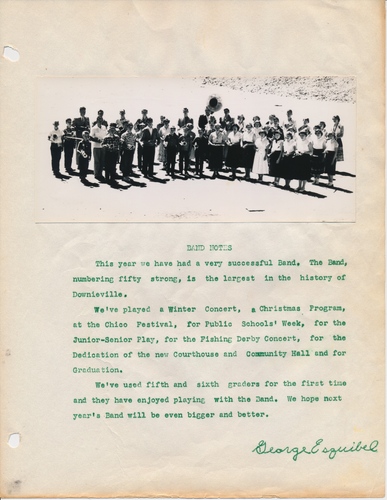 BAND NOTES
This year we have had a very successful Band. The Band,
numbering fifty strong, is the largest in the history of
Downieville.
We've played a Winter Concert, a Christmas Program,
at the Chico Festival, for Public Schools' Week, for the
Junior-Senior Play, for the Fishing Derby Concert, for the
Dedication of the new Courthouse and Community Hall and for
Graduation.
We've used fifth and sixth graders for the first time
and they have enjoyed playing with the Band. We hope next
year's Band will be even bigger and better.
George Esquibel